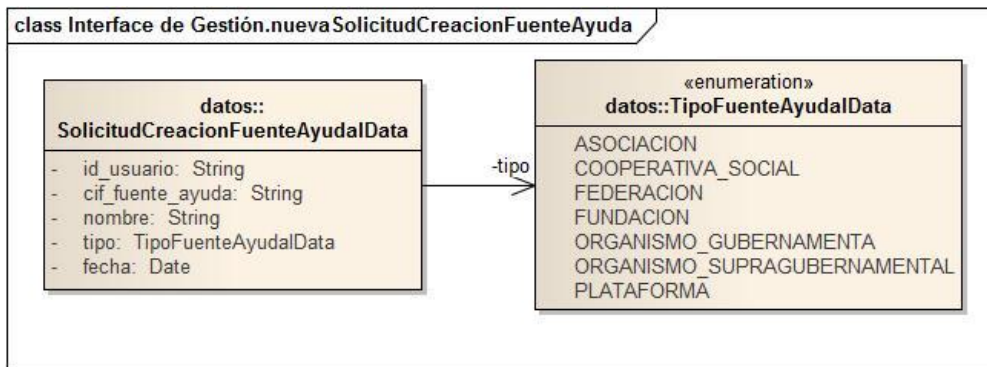 class Interface de Gestión.nuevaSolicitudCreacionFuenteAyuda
datos::
SolicitudCreacionFuenteAyudaIData
- id_usuario: String
- cif_fuente_ayuda: String
- nombre: String
- tipo: TipoFuenteAyudaIData
- fecha: Date
-tipo
«enumeration»
datos::TipoFuenteAyudaIData
ASOCIACION
COOPERATIVA_SOCIAL
FEDERACION
FUNDACION
ORGANISMO_GUBERNAMENTA
ORGANISMO_SUPRAGUBERNAMENTAL
PLATAFORMA